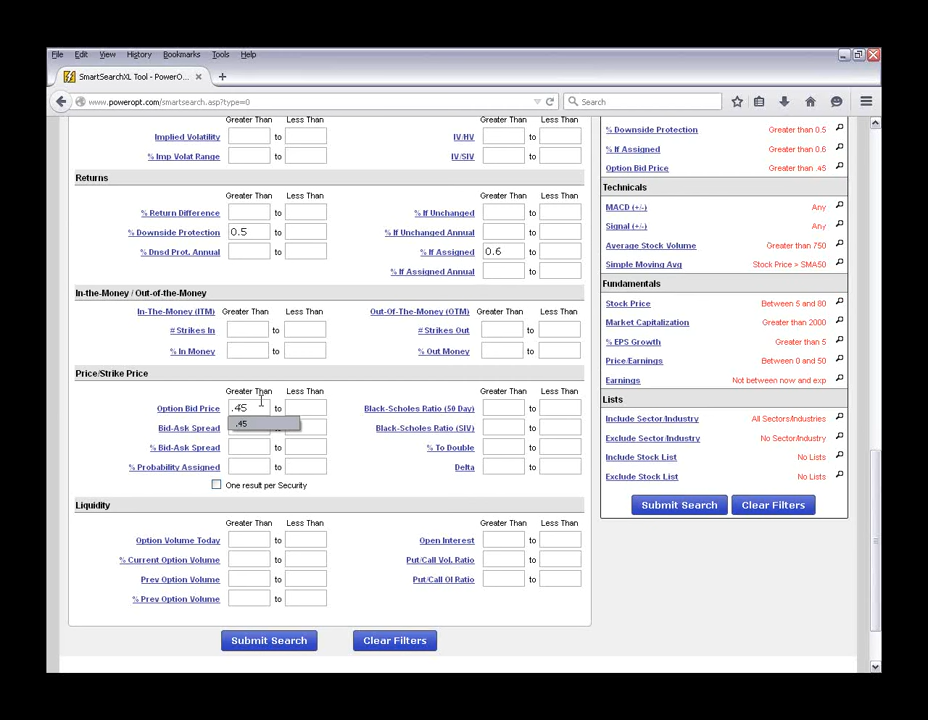 File Edit View History Bookmarks Tools Help
SmartSearchXL Tool - PowerO... × +
www.poweropt.com/smartsearch.asp?type=0 Search
Greater Than Less Than Greater Than Less Than
Implied Volatility to IV/HV to
% Imp Volat Range to IV/SIV to
Returns
Greater Than Less Than Greater Than Less Than
% Return Difference to % If Unchanged to
% Downside Protection 0.5 to % If Unchanged Annual to
% Dnsd Prot. Annual to % If Assigned 0.6 to
% If Assigned Annual to
In-the-Money / Out-of-the-Money
In-The-Money (ITM) Greater Than Less Than Out-Of-The-Money (OTM) Greater Than Less Than
# Strikes In to # Strikes Out to
% In Money to % Out Money to
Price/Strike Price
Greater Than Less Than Greater Than Less Than
Option Bid Price .45 to Black-Scholes Ratio (50 Day) to
.45
Bid-Ask Spread Black-Scholes Ratio (SIV) to
% Bid-Ask Spread to % To Double to
% Probability Assigned to Delta to
One result per Security
Liquidity
Greater Than Less Than Greater Than Less Than
Option Volume Today to Open Interest to
% Current Option Volume to Put/Call Vol. Ratio to
Prev Option Volume to Put/Call OI Ratio to
% Prev Option Volume to
Submit Search Clear Filters
% Downside Protection Greater than 0.5
% If Assigned Greater than 0.6
Option Bid Price Greater than .45
Technicals
MACD (+/-) Any
Signal (+/-) Any
Average Stock Volume Greater than 750
Simple Moving Avg Stock Price > SMA50
Fundamentals
Stock Price Between 5 and 80
Market Capitalization Greater than 2000
% EPS Growth Greater than 5
Price/Earnings Between 0 and 50
Earnings Not between now and exp
Lists
Include Sector/Industry All Sectors/Industries
Exclude Sector/Industry No Sector/Industry
Include Stock List No Lists
Exclude Stock List No Lists
Submit Search Clear Filters